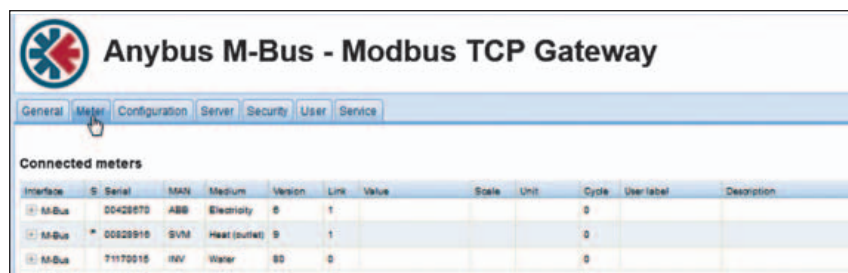 Anybus M-Bus - Modbus TCP Gateway
General Meter Configuration Server Security User Service
Connected meters
Interface S Serial MAN Medium Version Link Value Scale Unit Cycle User label Description
M-Bus 00428670 ABB Electricity 6 1 0
M-Bus * 00828916 SVM Heat (outlet) 9 1 0
M-Bus 71170015 INV Water 80 0 0